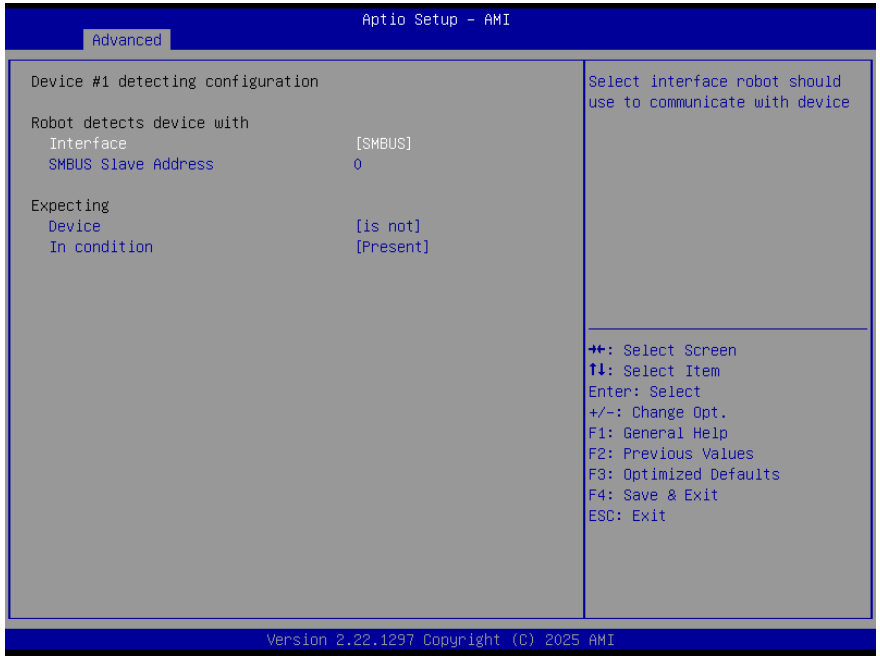 Aptio Setup – AMI
Advanced
Device #1 detecting configuration
Robot detects device with
Interface [SMBUS]
SMBUS Slave Address 0
Expecting
Device [is not]
In condition [Present]
Select interface robot should
use to communicate with device
→←: Select Screen
↑↓: Select Item
Enter: Select
+/-: Change Opt.
F1: General Help
F2: Previous Values
F3: Optimized Defaults
F4: Save & Exit
ESC: Exit
Version 2.22.1297 Copyright (C) 2025 AMI